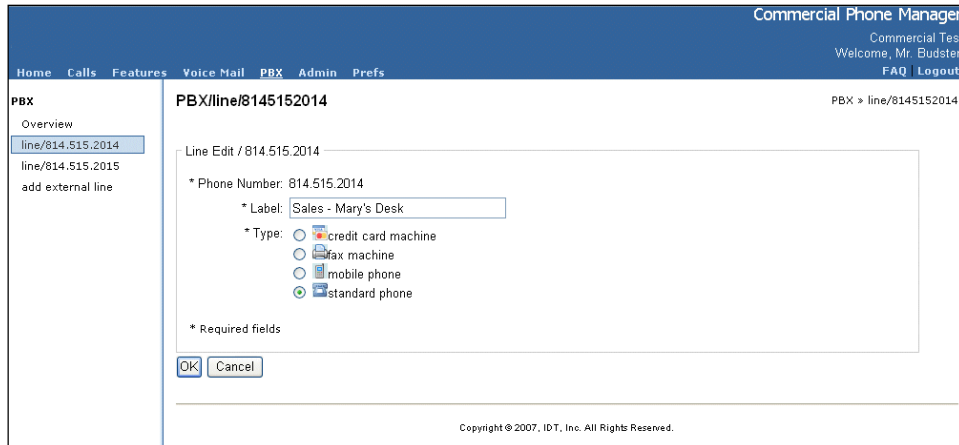 Commercial Phone Manager
Commercial Tes
Welcome, Mr. Budster
Home Calls Features Voice Mail PBX Admin Prefs
FAQ | Logout
PBX
Overview
line/814.515.2014
line/814.515.2015
add external line
PBX/line/8145152014
PBX » line/8145152014
Line Edit / 814.515.2014
* Phone Number: 814.515.2014
* Label: Sales - Mary's Desk
* Type: credit card machine
fax machine
mobile phone
standard phone
* Required fields
OK Cancel
Copyright © 2007, IDT, Inc. All Rights Reserved.